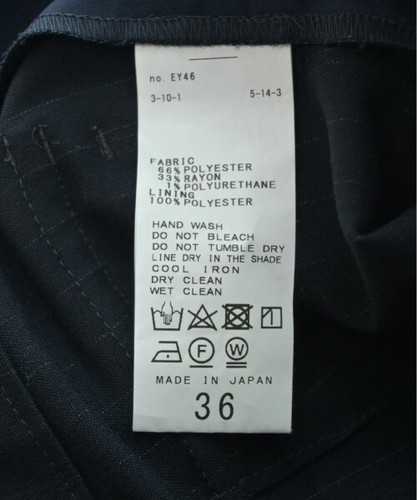 no. EY46
3-10-1 5-14-3
FABRIC
66% POLYESTER
33% RAYON
1% POLYURETHANE
LINING
100% POLYESTER
HAND WASH
DO NOT BLEACH
DO NOT TUMBLE DRY
LINE DRY IN THE SHADE
COOL IRON
DRY CLEAN
WET CLEAN
F W
MADE IN JAPAN
36